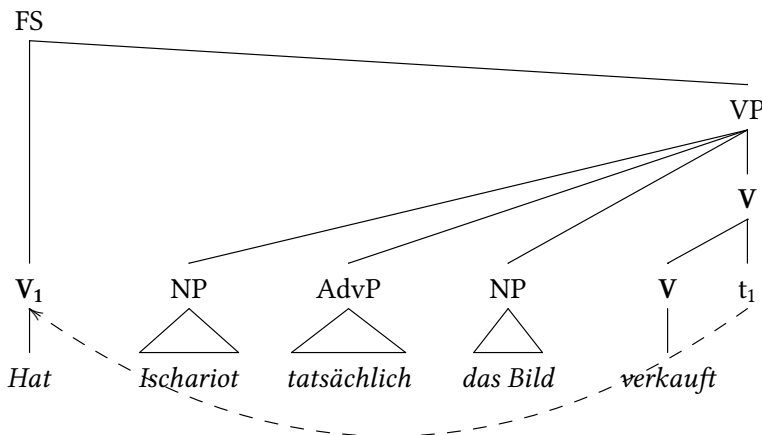 FS
VP
V
V₁ NP AdvP NP V t₁
Hat Ischariot tatsächlich das Bild verkauft